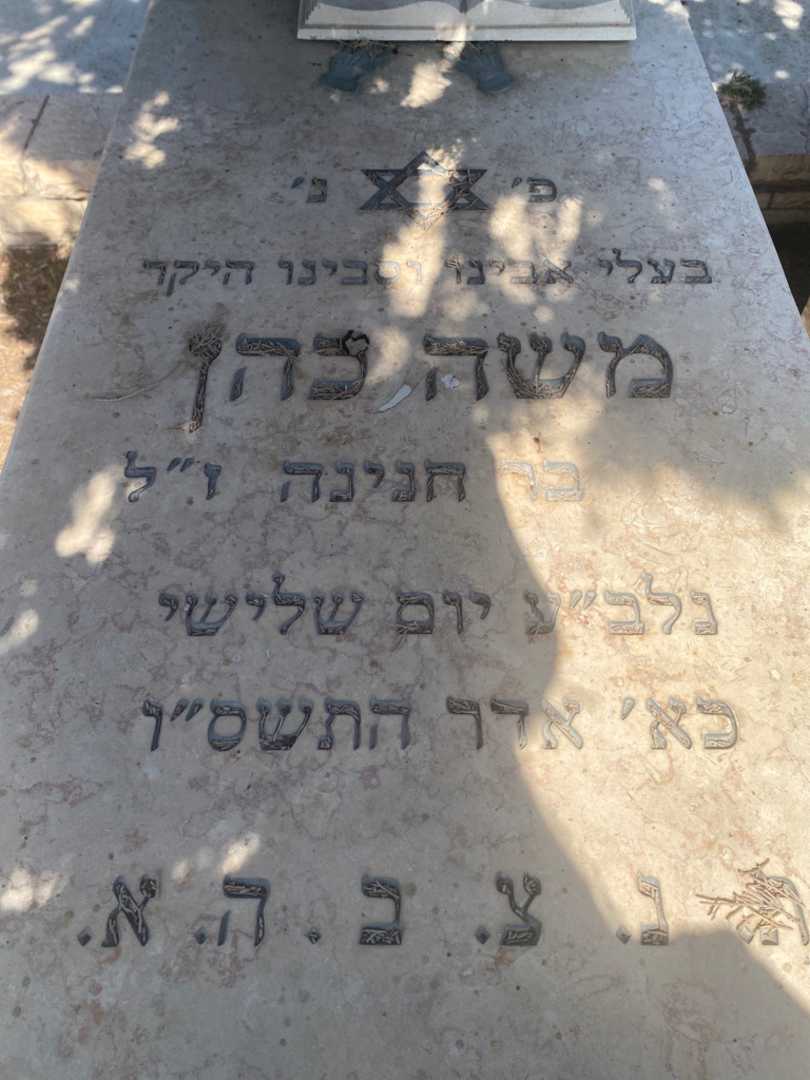 פ׳ נ׳
בעלי אבינו וסבינו היקר
משה כהן
בר חנינה ז״ל
נלב״ע יום שלישי
כא׳ אדר התשס״ו
ת. נ. צ. ב. ה. א.